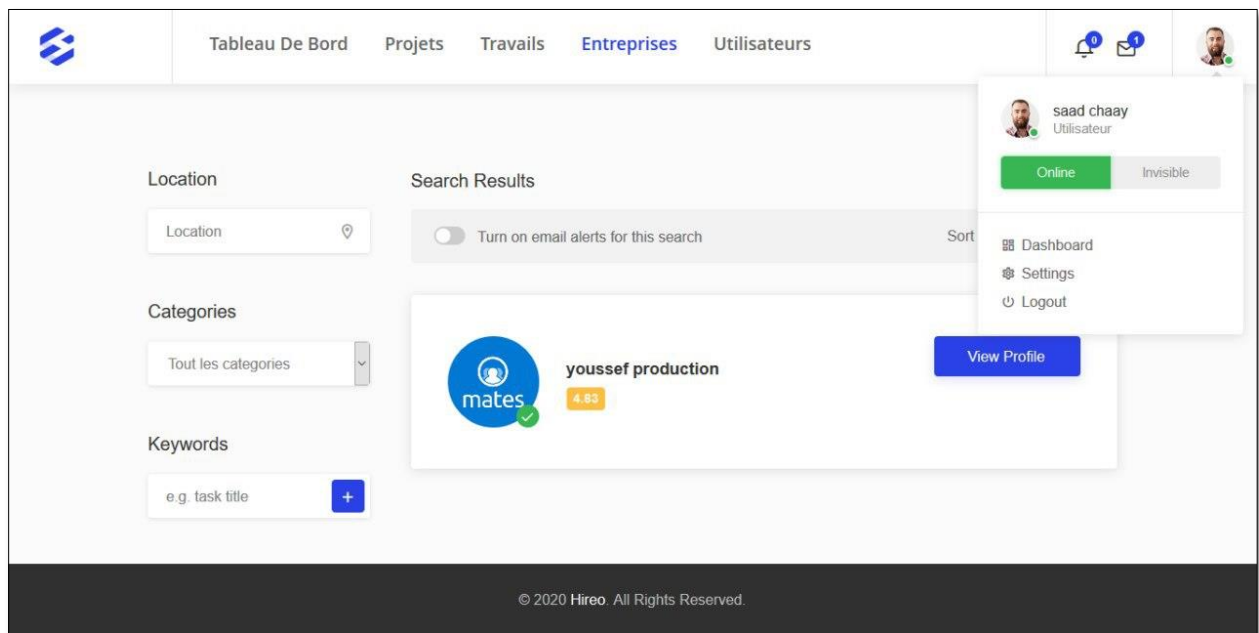 Tableau De Bord Projets Travails Entreprises Utilisateurs 0 1
saad chaay
Utilisateur
Online Invisible
Dashboard
Settings
Logout
Location
Location
Categories
Tout les categories
Keywords
e.g. task title +
Search Results
Turn on email alerts for this search Sort
mates
youssef production
4.83
View Profile
© 2020 Hireo. All Rights Reserved.